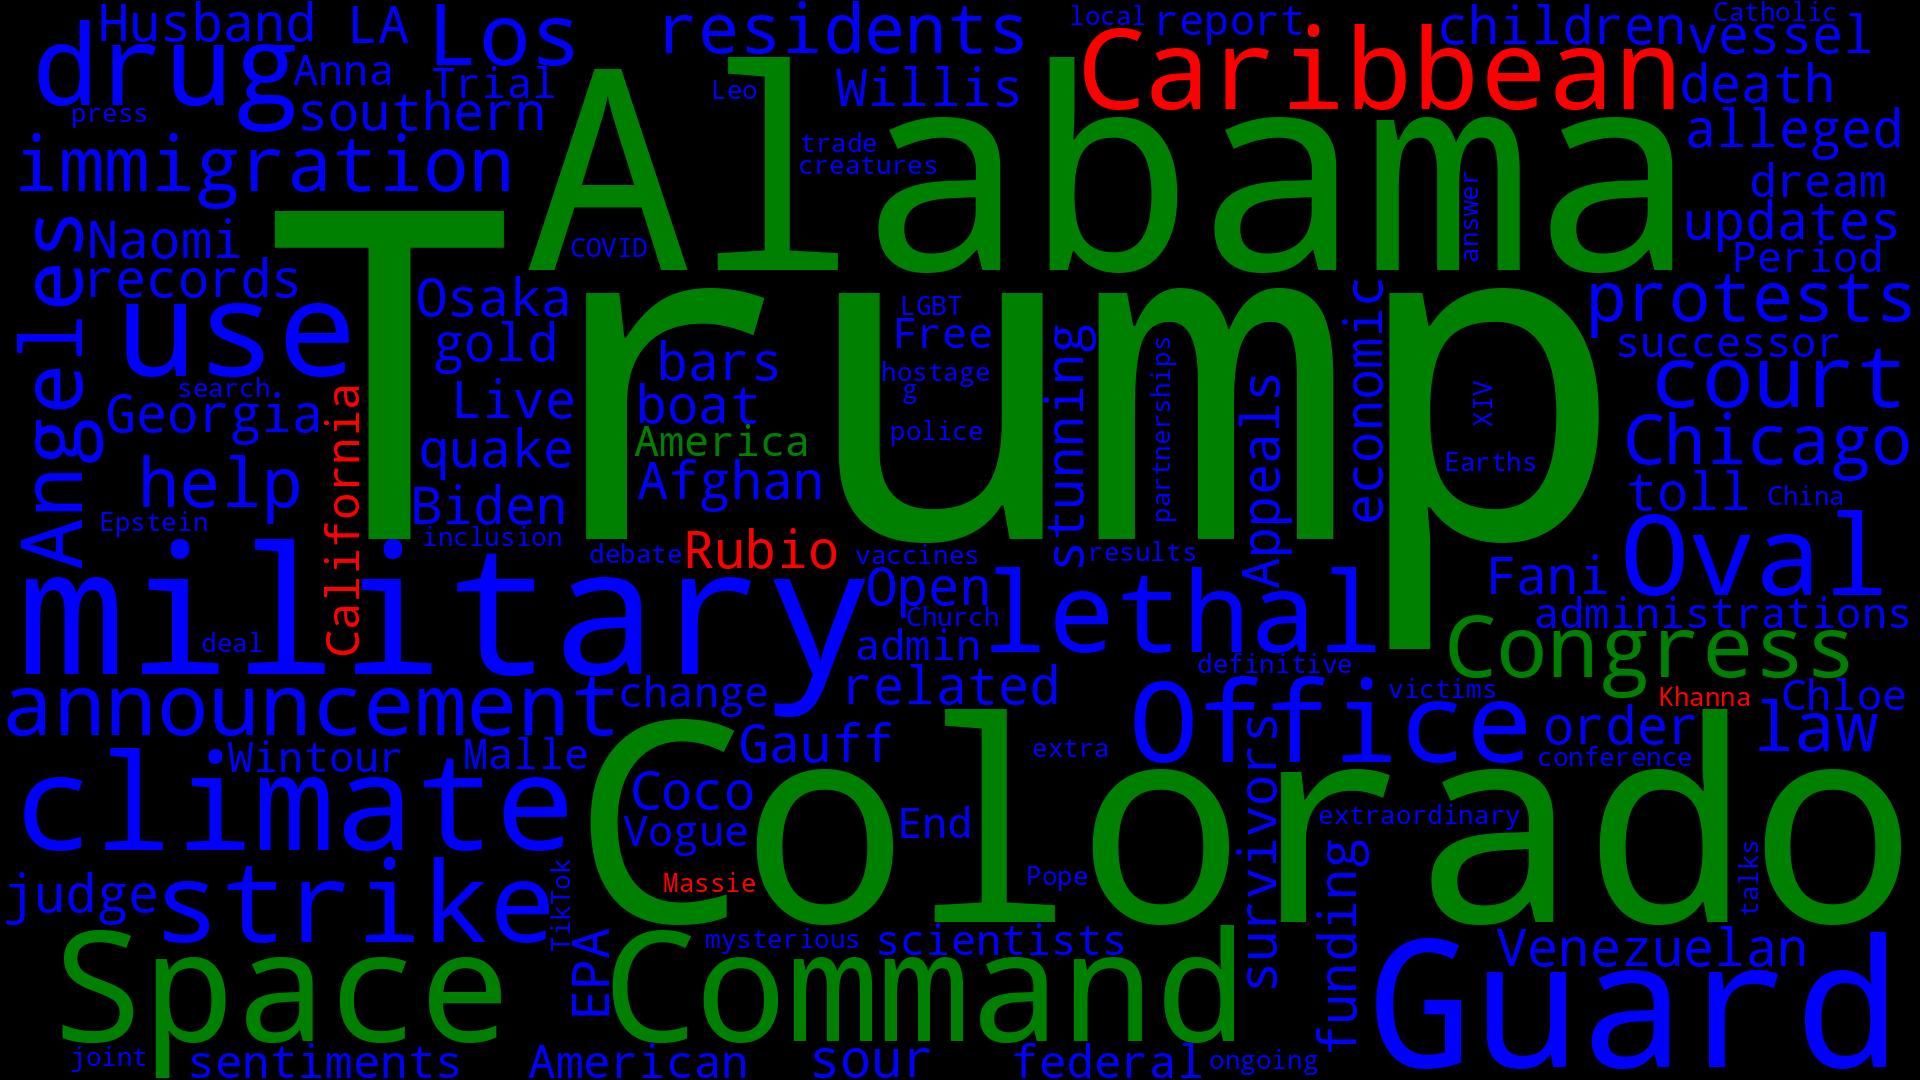 Husband LA Los residents local report children Catholic
drug Anna Trial Leo Willis Caribbean vessel
press southern death
immigration Alabama trade alleged
creatures answer dream
Angeles Naomi COVID updates
records Trump Period
use Osaka LGBT protests
gold bars Free stunning partnerships economic successor
search. hostage Appeals XIV court
Georgia California Live boat g
America police Chicago
help quake Afghan Earths toll China
Epstein Biden Oval
inclusion debate Rubio vaccines results Fani
military Open lethal administrations
deal Church admin definitive Congress
announcement change related victims Khanna Chloe
Office order law
climate Wintour Malle Colorado Gauff extra conference
Coco survivors extraordinary
Vogue End
judge strike TikTok Massie Pope funding talks
Space EPA Command mysterious scientists Guard Venezuelan
joint sentiments American sour federal ongoing